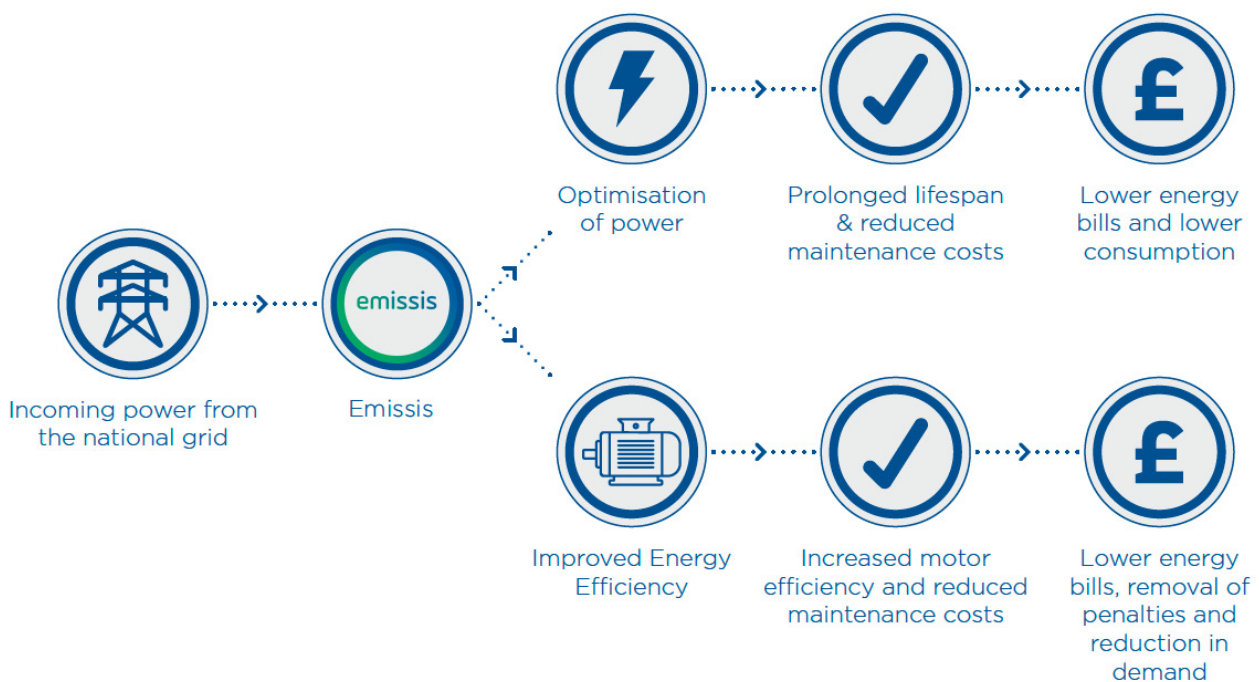 Incoming power from
the national grid
emissis
Emissis
Optimisation
of power
Prolonged lifespan
& reduced
maintenance costs
£
Lower energy
bills and lower
consumption
Improved Energy
Efficiency
Increased motor
efficiency and reduced
maintenance costs
£
Lower energy
bills, removal of
penalties and
reduction in
demand